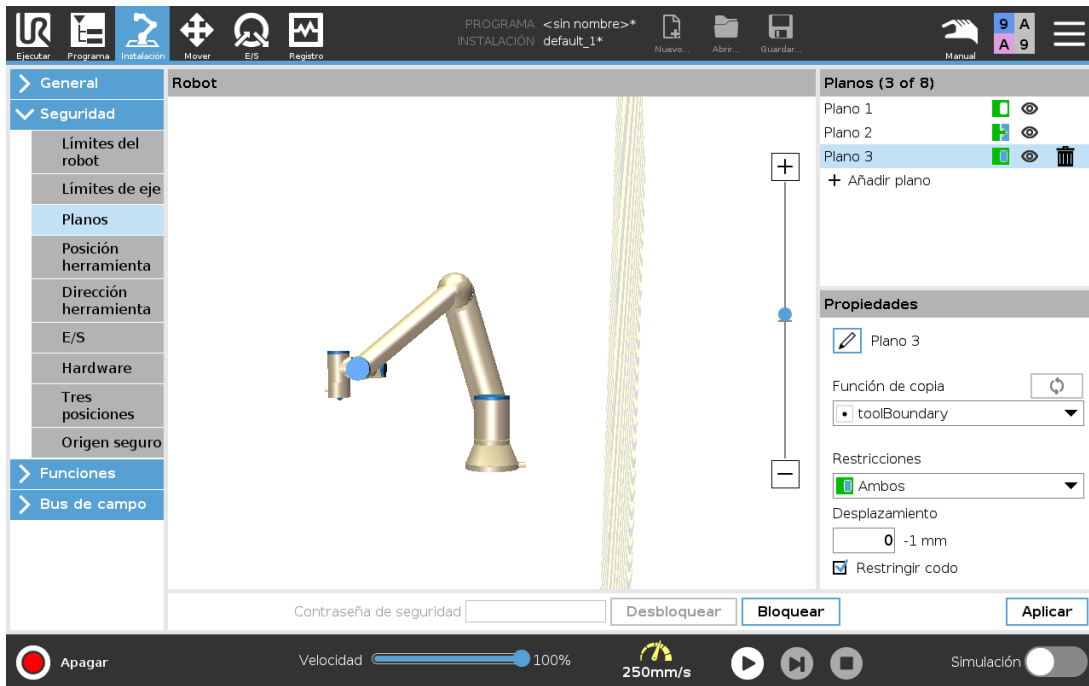 UR
Ejecutar
Programa
Instalación
Mover
E/S
Registro
PROGRAMA <sin nombre>*
INSTALACIÓN default_1*
Nuevo...
Abrir...
Guardar...
Manual
9 A
A 9
General
Seguridad
Límites del
robot
Límites de eje
Planos
Posición
herramienta
Dirección
herramienta
E/S
Hardware
Tres
posiciones
Origen seguro
Funciones
Bus de campo
Robot
Planos (3 of 8)
Plano 1
Plano 2
Plano 3
+ Añadir plano
Propiedades
Plano 3
Función de copia
toolBoundary
Restricciones
Ambos
Desplazamiento
0 -1 mm
Restringir codo
Contraseña de seguridad
Desbloquear
Bloquear
Aplicar
Apagar
Velocidad
100%
250mm/s
Simulación